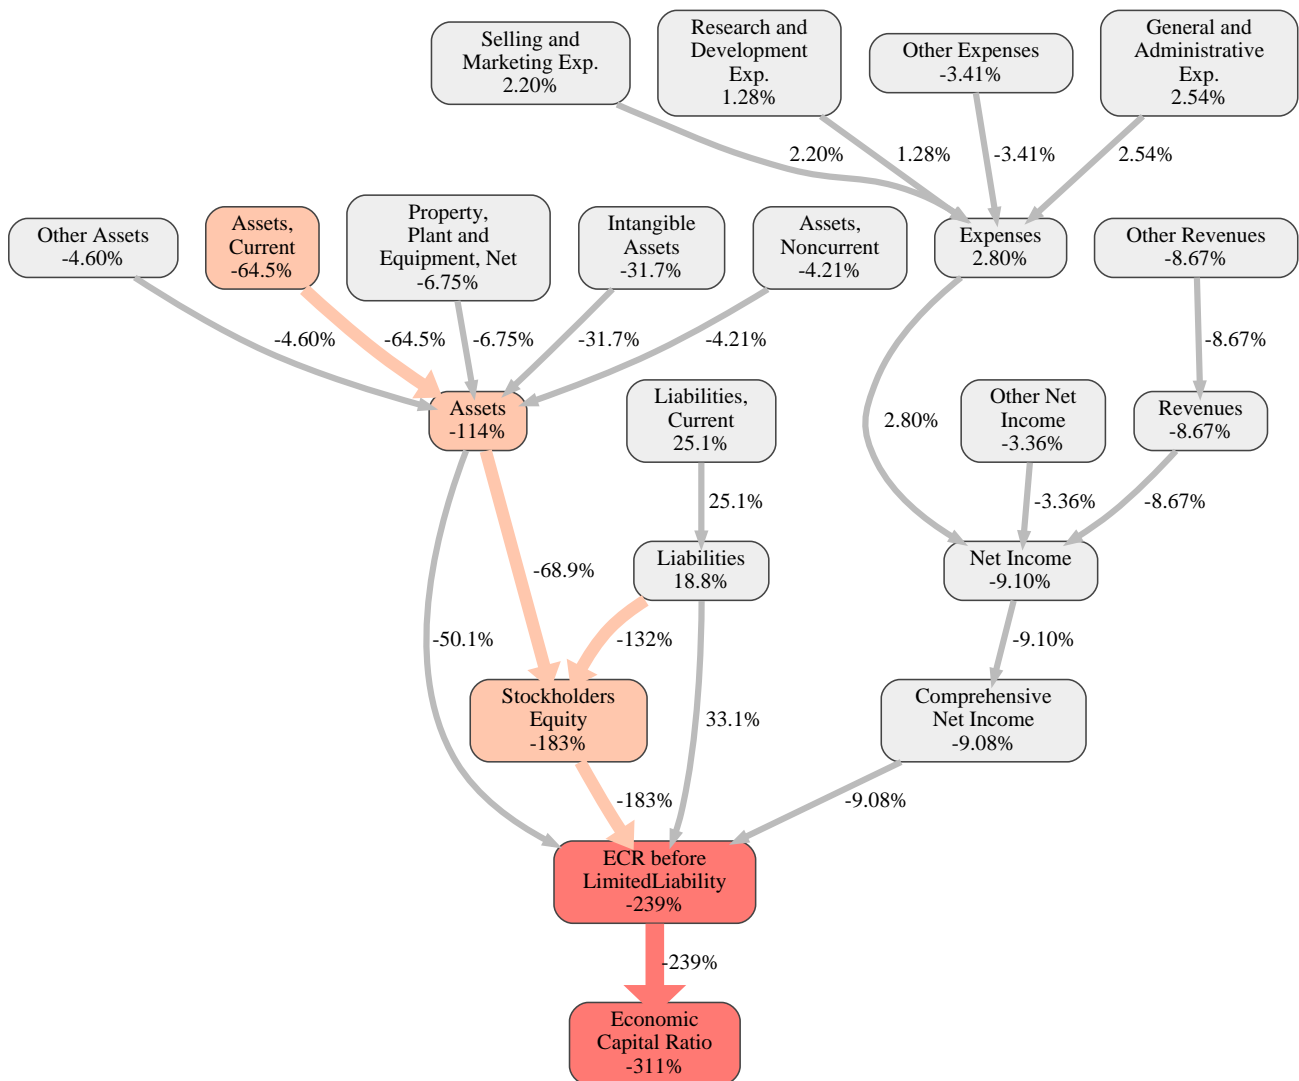 Selling and
Marketing Exp.
2.20%
Research and
Development
Exp.
1.28%
Other Expenses
-3.41%
General and
Administrative
Exp.
2.54%
2.20%
1.28%
-3.41%
2.54%
Other Assets
-4.60%
Assets,
Current
-64.5%
Property,
Plant and
Equipment, Net
-6.75%
Intangible
Assets
-31.7%
Assets,
Noncurrent
-4.21%
Expenses
2.80%
Other Revenues
-8.67%
-4.60%
-64.5%
-6.75%
-31.7%
-4.21%
-8.67%
Assets
-114%
Liabilities,
Current
25.1%
2.80%
Other Net
Income
-3.36%
Revenues
-8.67%
25.1%
-3.36%
-8.67%
-68.9%
Liabilities
18.8%
Net Income
-9.10%
-50.1%
-132%
-9.10%
Stockholders
Equity
-183%
33.1%
Comprehensive
Net Income
-9.08%
-183%
-9.08%
ECR before
LimitedLiability
-239%
-239%
Economic
Capital Ratio
-311%